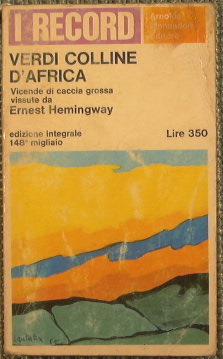 I RECORD
Arnoldo
Mondadori
Editore
VERDI COLLINE
D'AFRICA
Vicende di caccia grossa
vissute da
Ernest Hemingway
edizione integrale
148° migliaio
Lire 350